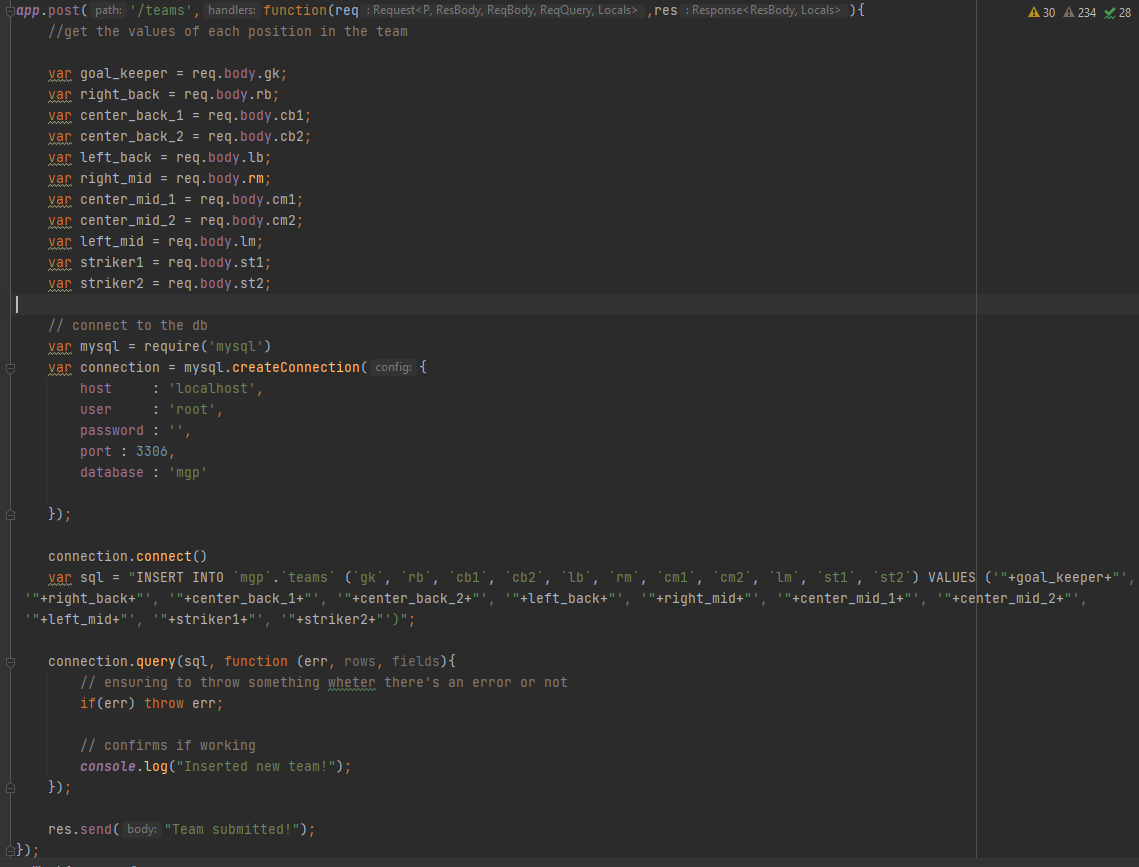 app.post( path: '/teams', handlers: function(req : Request<P, ResBody, ReqBody, ReqQuery, Locals> ,res : Response<ResBody, Locals> ){
30 234 28
//get the values of each position in the team
var goal_keeper = req.body.gk;
var right_back = req.body.rb;
var center_back_1 = req.body.cb1;
var center_back_2 = req.body.cb2;
var left_back = req.body.lb;
var right_mid = req.body.rm;
var center_mid_1 = req.body.cm1;
var center_mid_2 = req.body.cm2;
var left_mid = req.body.lm;
var striker1 = req.body.st1;
var striker2 = req.body.st2;
// connect to the db
var mysql = require('mysql')
var connection = mysql.createConnection( config: {
host : 'localhost',
user : 'root',
password : '',
port : 3306,
database : 'mgp'
});
connection.connect()
var sql = "INSERT INTO `mgp`.`teams` (`gk`, `rb`, `cb1`, `cb2`, `lb`, `rm`, `cm1`, `cm2`, `lm`, `st1`, `st2`) VALUES ('"+goal_keeper+"',
'"+right_back+"', '"+center_back_1+"', '"+center_back_2+"', '"+left_back+"', '"+right_mid+"', '"+center_mid_1+"', '"+center_mid_2+"',
'"+left_mid+"', '"+striker1+"', '"+striker2+"')";
connection.query(sql, function (err, rows, fields){
// ensuring to throw something wheter there's an error or not
if(err) throw err;
// confirms if working
console.log("Inserted new team!");
});
res.send( body: "Team submitted!");
});